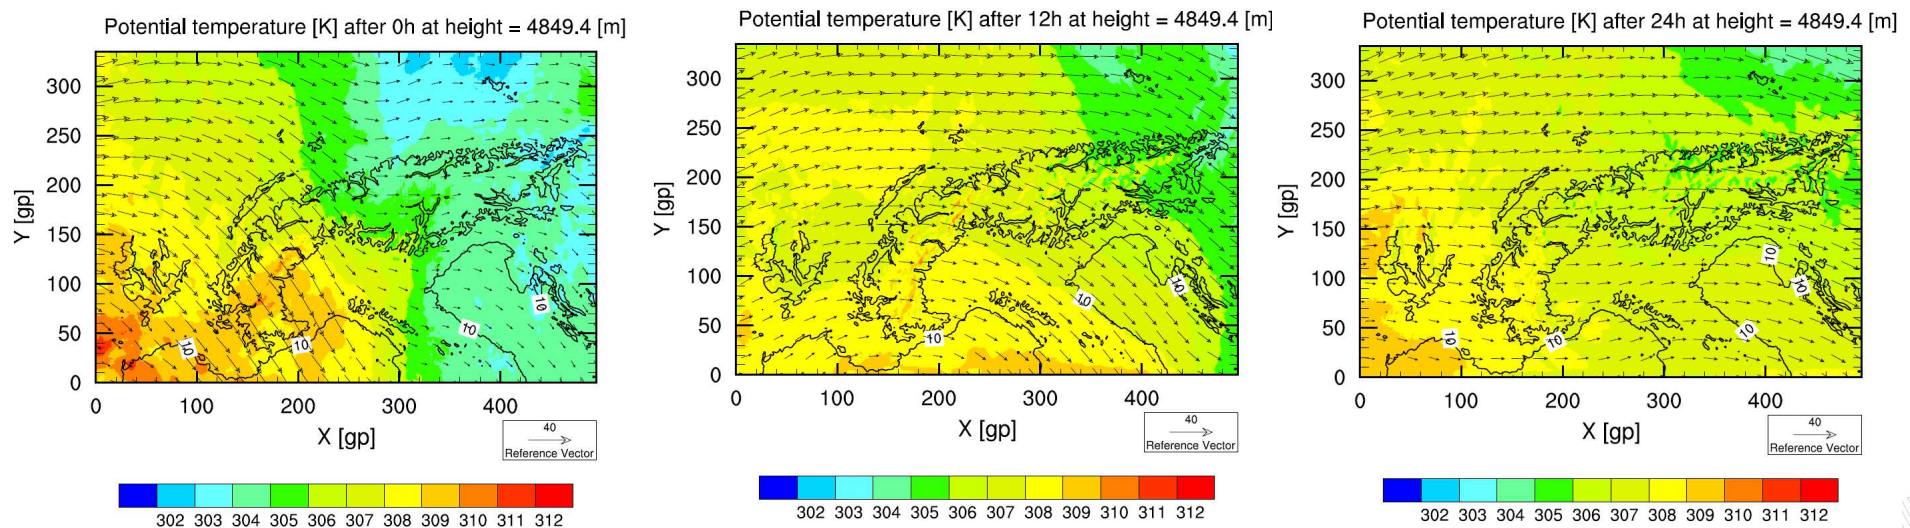 Potential temperature [K] after 0h at height = 4849.4 [m]
300
250
200
150
100
50
0
Y [gp]
10
10
10
10
0 100 200 300 400
X [gp]
40
Reference Vector
302 303 304 305 306 307 308 309 310 311 312
Potential temperature [K] after 12h at height = 4849.4 [m]
300
250
200
150
100
50
0
Y [gp]
10
10
10
0 100 200 300 400
X [gp]
40
Reference Vector
302 303 304 305 306 307 308 309 310 311 312
Potential temperature [K] after 24h at height = 4849.4 [m]
300
250
200
150
100
50
0
Y [gp]
10
10
10
10
10
0 100 200 300 400
X [gp]
40
Reference Vector
302 303 304 305 306 307 308 309 310 311 312